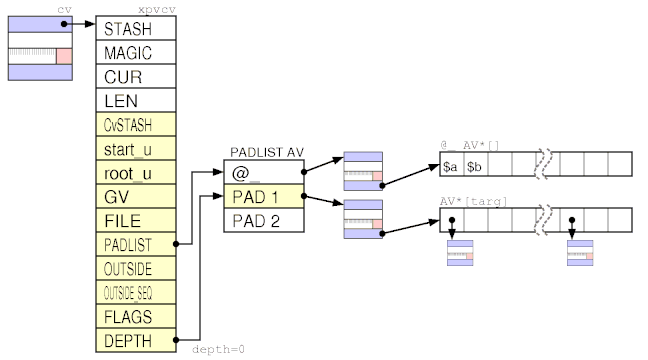 cv
xpvcv
STASH
MAGIC
CUR
LEN
CvSTASH
start_u
root_u
GV
FILE
PADLIST
OUTSIDE
OUTSIDE_SEQ
FLAGS
DEPTH
depth=0
PADLIST AV
@_
PAD 1
PAD 2
@_ AV*[]
$a $b
AV*[targ]